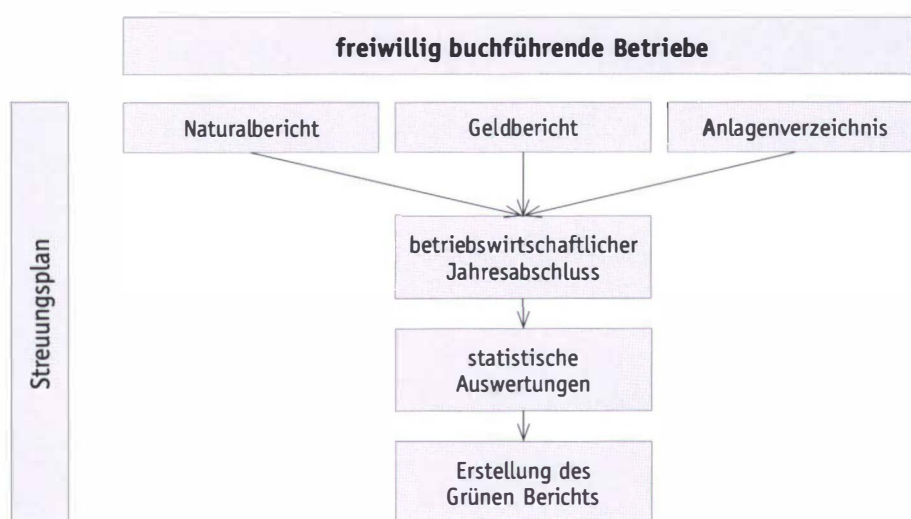 freiwillig buchführende Betriebe
Naturalbericht
Geldbericht
Anlagenverzeichnis
Streuungsplan
betriebswirtschaftlicher
Jahresabschluss
statistische
Auswertungen
Erstellung des
Grünen Berichts